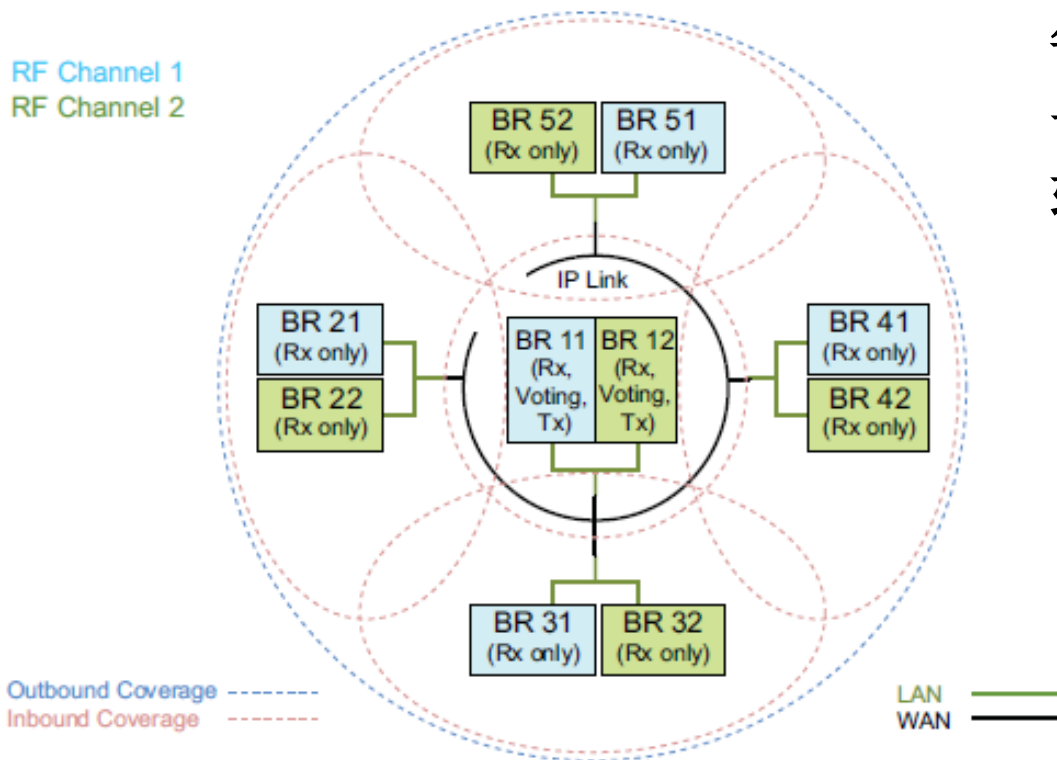 RF Channel 1
RF Channel 2
BR 52
(Rx only)
BR 51
(Rx only)
IP Link
BR 21
(Rx only)
BR 22
(Rx only)
BR 11
(Rx,
Voting,
Tx)
BR 12
(Rx,
Voting,
Tx)
BR 41
(Rx only)
BR 42
(Rx only)
BR 31
(Rx only)
BR 32
(Rx only)
Outbound Coverage
Inbound Coverage
LAN
WAN